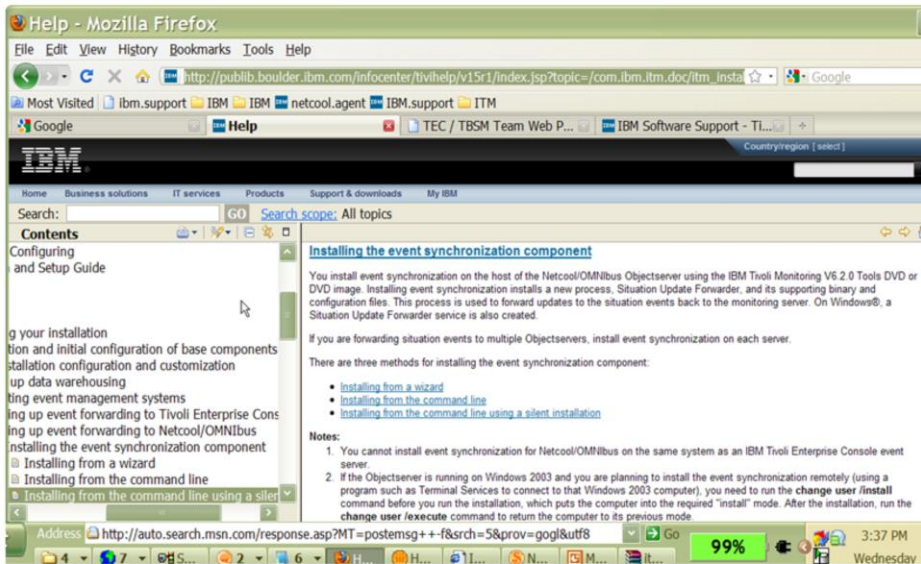 Help - Mozilla Firefox
File Edit View History Bookmarks Tools Help
http://publib.boulder.ibm.com/infocenter/tivihelp/v15r1/index.jsp?topic=/com.ibm.itm.doc/itm_insta Google
Most Visited ibm.support IBM IBM netcool.agent IBM.support ITM
Google Help TEC / TBSM Team Web P... IBM Software Support - Ti...
Country/region [ select ]
IBM
Home Business solutions IT services Products Support & downloads My IBM
Search: GO Search scope: All topics
Contents
Configuring
and Setup Guide
g your installation
tion and initial configuration of base components
stallation configuration and customization
up data warehousing
ting event management systems
ing up event forwarding to Tivoli Enterprise Cons
ing up event forwarding to Netcool/OMNIbus
nstalling the event synchronization component
Installing from a wizard
Installing from the command line
Installing from the command line using a siler
Installing the event synchronization component
You install event synchronization on the host of the Netcool/OMNIbus Objectserver using the IBM Tivoli Monitoring V6.2.0 Tools DVD or
DVD image. Installing event synchronization installs a new process, Situation Update Forwarder, and its supporting binary and
configuration files. This process is used to forward updates to the situation events back to the monitoring server. On Windows®, a
Situation Update Forwarder service is also created.
If you are forwarding situation events to multiple Objectservers, install event synchronization on each server.
There are three methods for installing the event synchronization component:
Installing from a wizard
Installing from the command line
Installing from the command line using a silent installation
Notes:
1. You cannot install event synchronization for Netcool/OMNIbus on the same system as an IBM Tivoli Enterprise Console event
server.
2. If the Objectserver is running on Windows 2003 and you are planning to install the event synchronization remotely (using a
program such as Terminal Services to connect to that Windows 2003 computer), you need to run the change user /install
command before you run the installation, which puts the computer into the required "install" mode. After the installation, run the
change user /execute command to return the computer to its previous mode.
Address http://auto.search.msn.com/response.asp?MT=postemsg++-f&srch=5&prov=gogl&utf8 Go
99%
3:37 PM
Wednesday
4 7 S... 2 6 H... H... I... N... M... It...